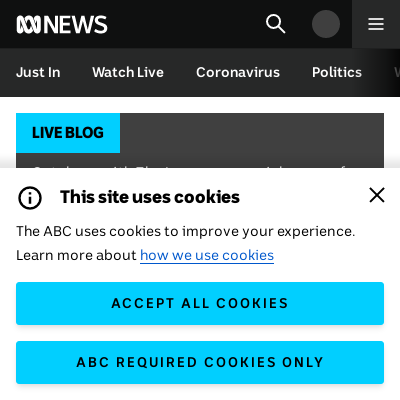 NEWS
Just In Watch Live Coronavirus Politics
LIVE BLOG
This site uses cookies
The ABC uses cookies to improve your experience.
Learn more about how we use cookies
ACCEPT ALL COOKIES
ABC REQUIRED COOKIES ONLY